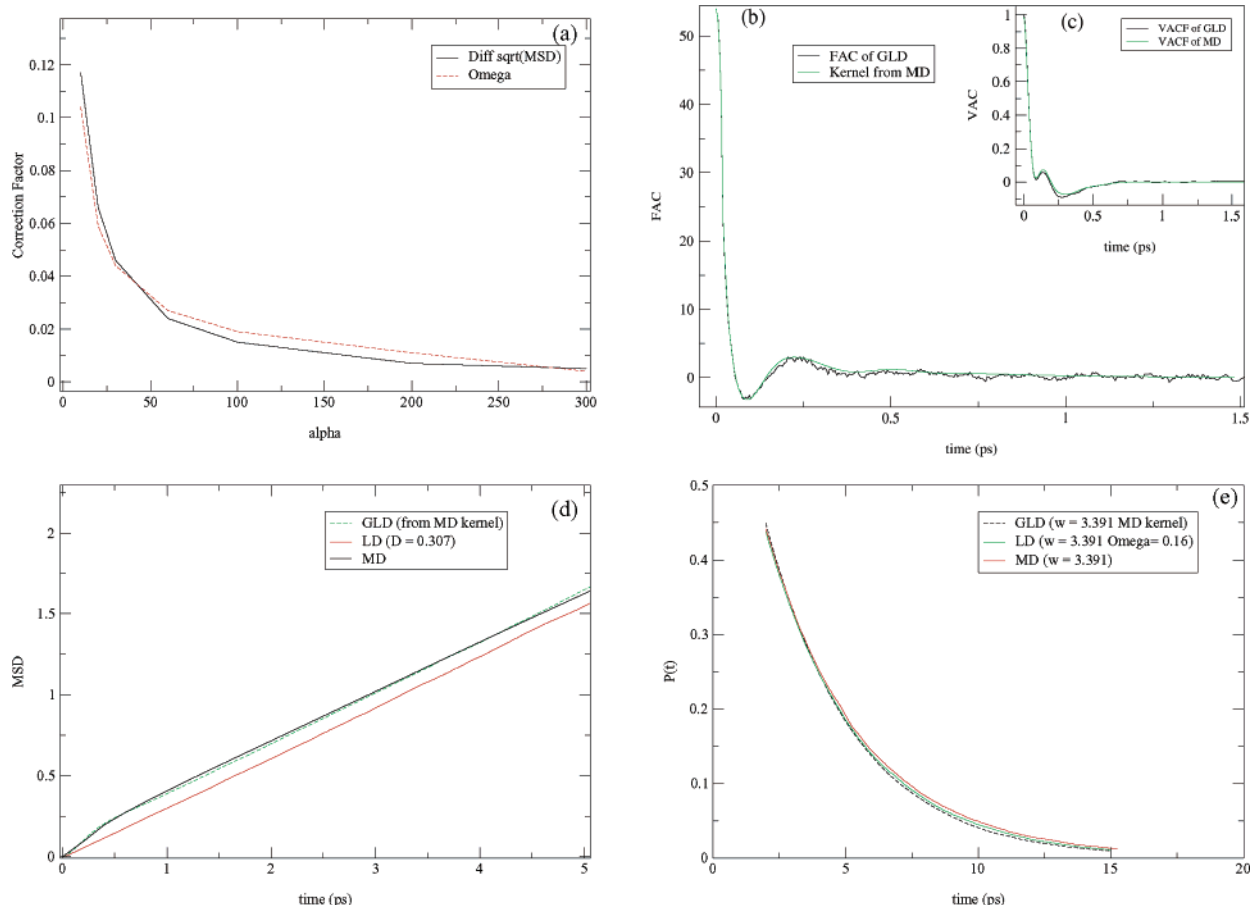 (a)
Diff sqrt(MSD)
Omega
0.12
0.1
0.08
0.06
0.04
0.02
0
Correction Factor
0 50 100 150 200 250 300
alpha
(b)
FAC of GLD
Kernel from MD
50
40
30
20
10
0
FAC
0 0.5 1 1.5
time (ps)
(c)
VACF of GLD
VACF of MD
1
0.8
0.6
0.4
0.2
0
VAC
0 0.5 1 1.5
time (ps)
(d)
GLD (from MD kernel)
LD (D = 0.307)
MD
2
1.5
1
0.5
0
MSD
0 1 2 3 4 5
time (ps)
(e)
GLD (w = 3.391 MD kernel)
LD (w = 3.391 Omega= 0.16)
MD (w = 3.391)
0.5
0.4
0.3
0.2
0.1
0
P(t)
0 5 10 15 20
time (ps)